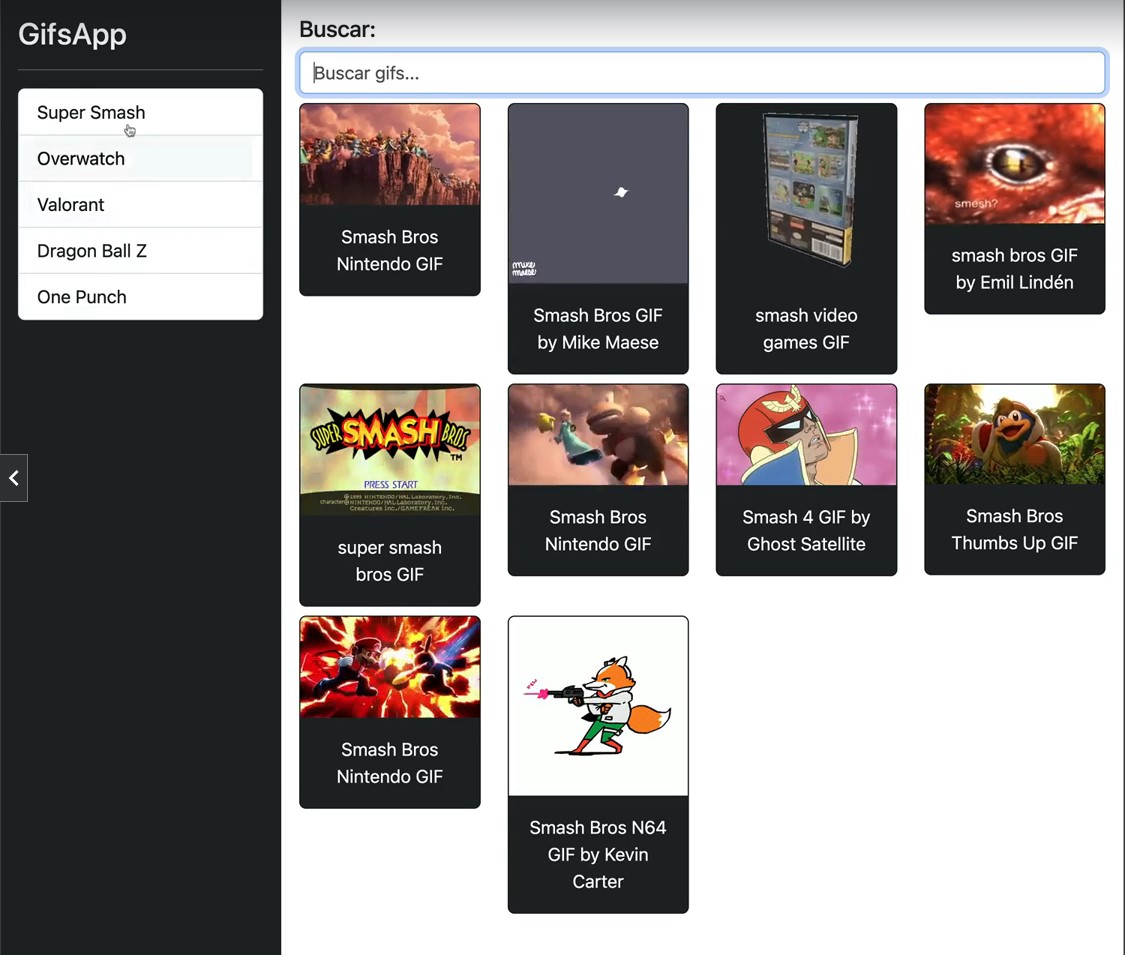 GifsApp
Super Smash
Overwatch
Valorant
Dragon Ball Z
One Punch
Buscar:
Buscar gifs...
Smash Bros
Nintendo GIF
mike
maese
Smash Bros GIF
by Mike Maese
smash video
games GIF
smesh?
smash bros GIF
by Emil Lindén
SUPER SMASH BROS
TM
PRESS START
©1999 NINTENDO/HAL Laboratory, Inc.
character©NINTENDO/HAL Laboratory, Inc.
Creatures inc./GAME FREAK inc.
super smash
bros GIF
Smash Bros
Nintendo GIF
Smash 4 GIF by
Ghost Satellite
Smash Bros
Thumbs Up GIF
Smash Bros
Nintendo GIF
PEW
Smash Bros N64
GIF by Kevin
Carter